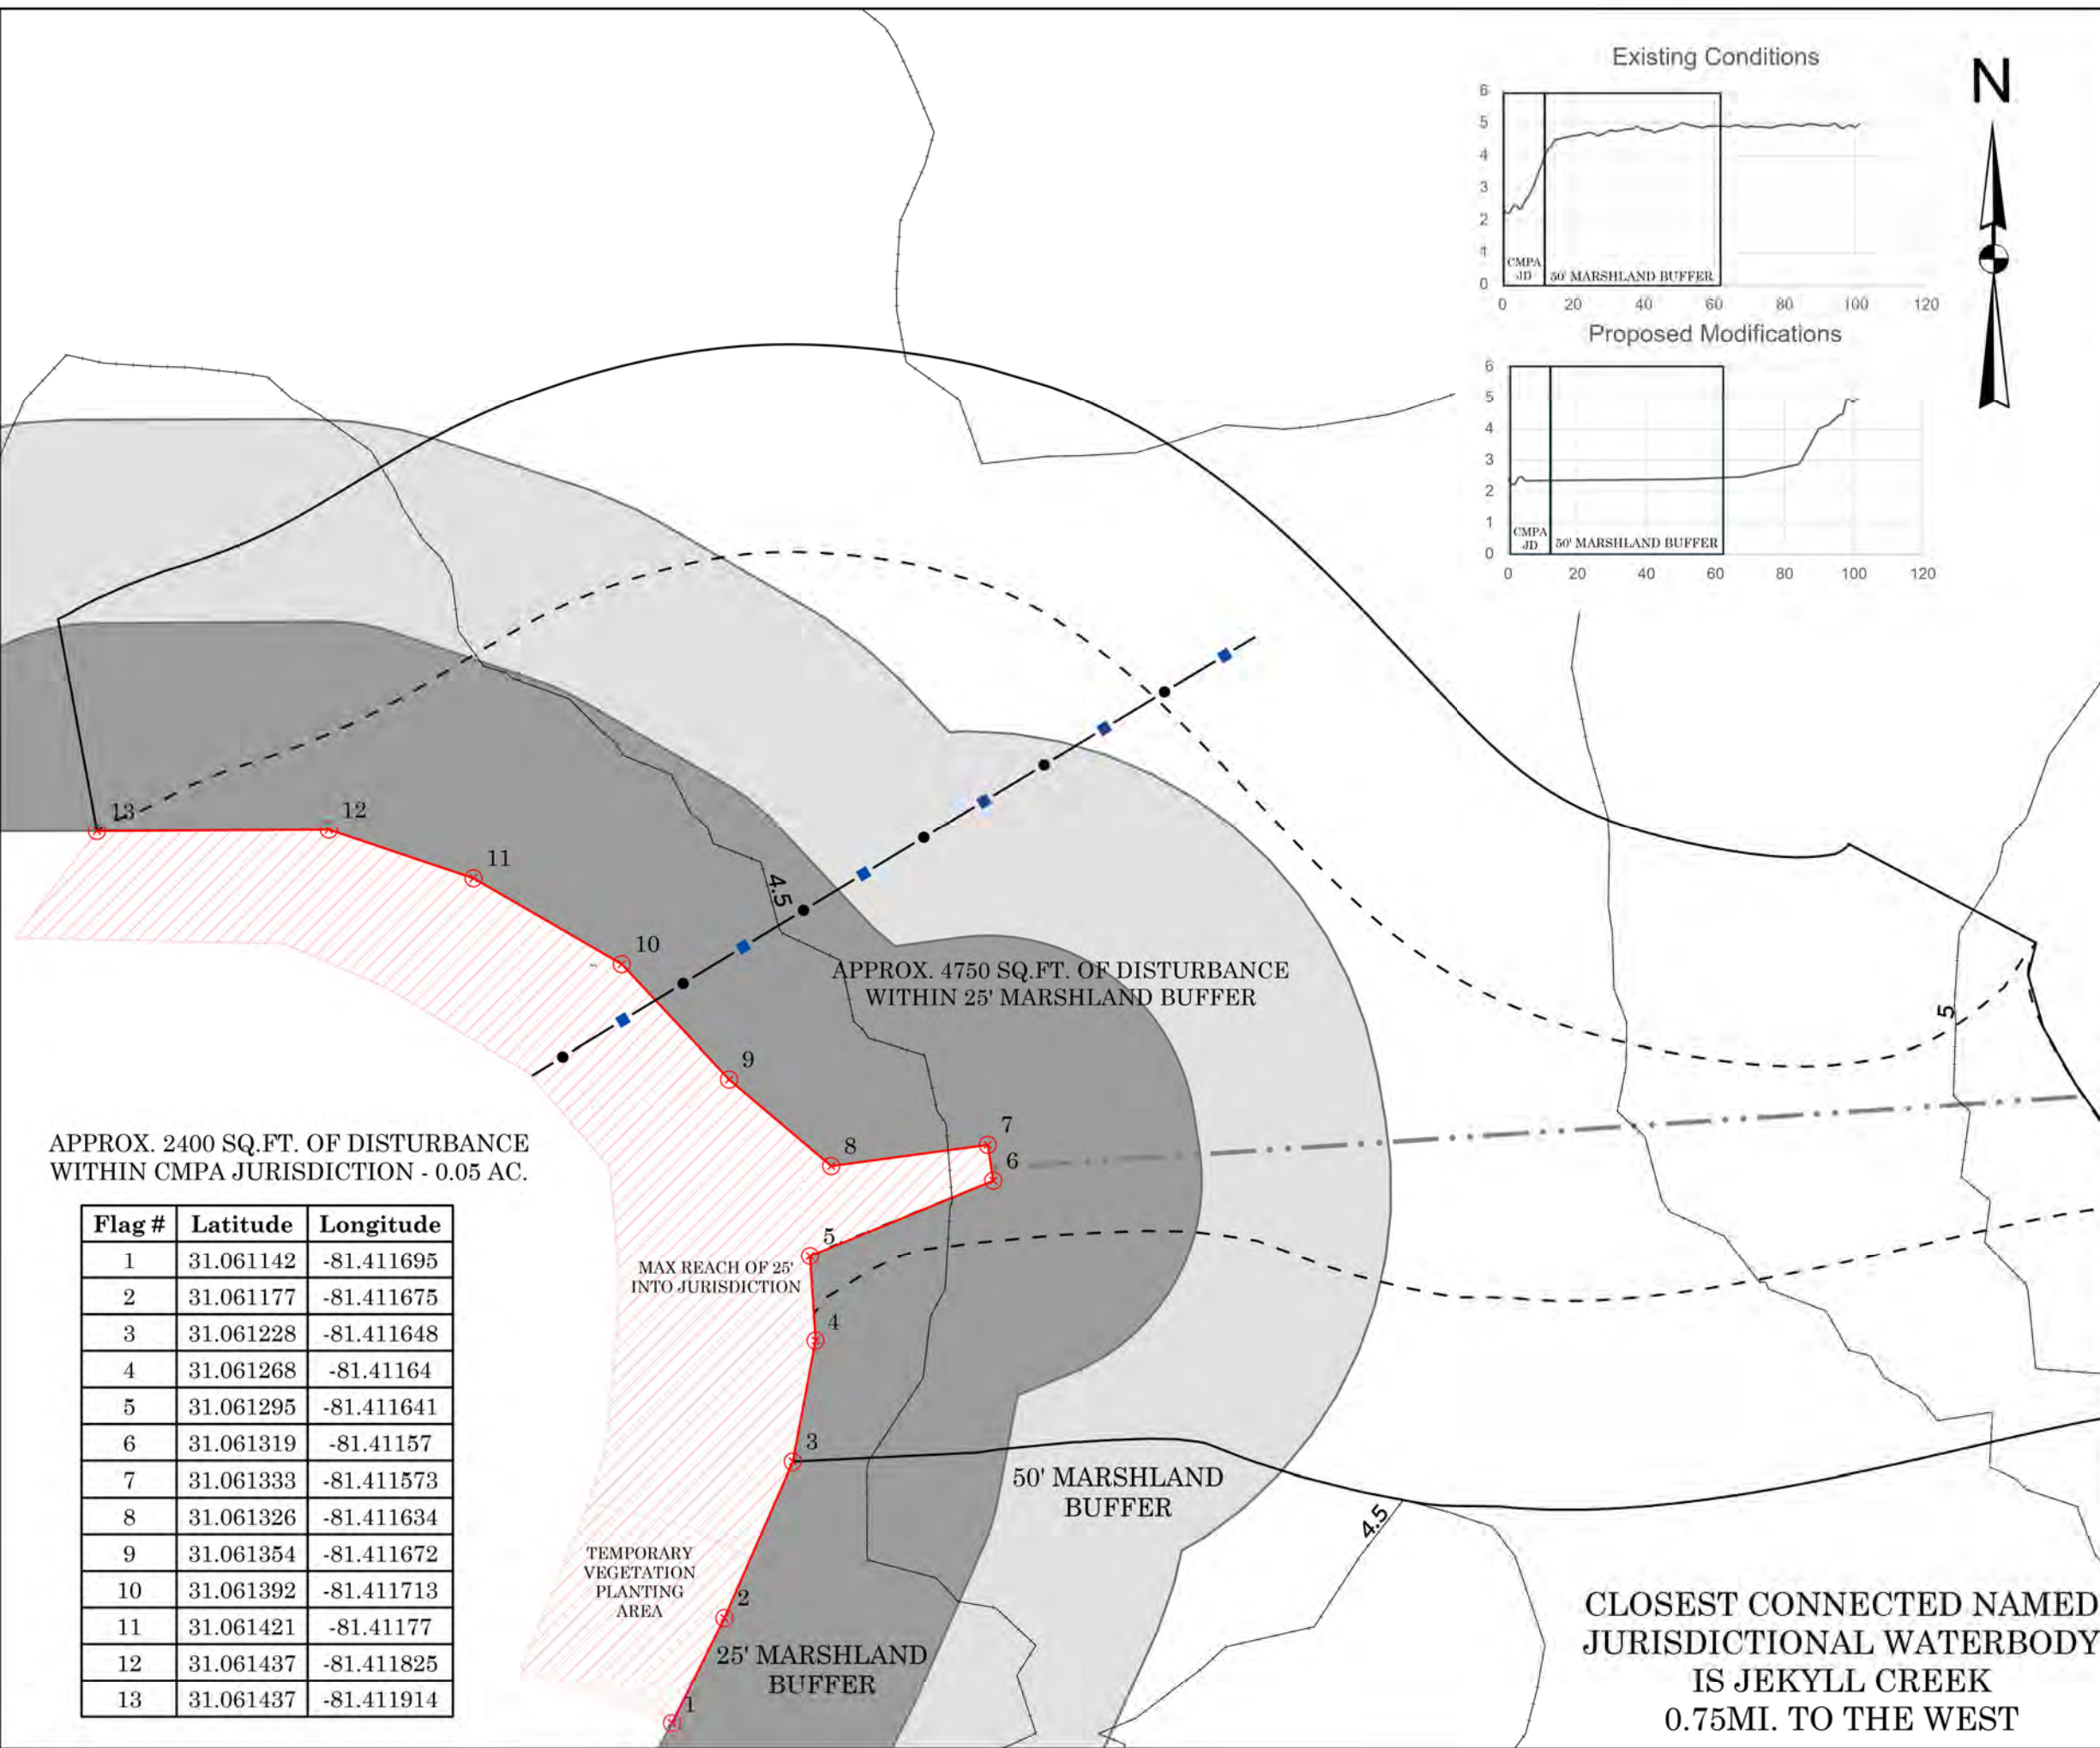 Existing Conditions
N
6
5
4
3
2
1
0
CMPA
JD
50' MARSHLAND BUFFER
0 20 40 60 80 100 120
Proposed Modifications
6
5
4
3
2
1
0
CMPA
JD
50' MARSHLAND BUFFER
0 20 40 60 80 100 120
13
12
11
10
9
8
7
6
5
4
3
2
1
4.5
5
4.5
APPROX. 4750 SQ.FT. OF DISTURBANCE
WITHIN 25' MARSHLAND BUFFER
APPROX. 2400 SQ.FT. OF DISTURBANCE
WITHIN CMPA JURISDICTION - 0.05 AC.
Flag # Latitude Longitude
1 31.061142 -81.411695
2 31.061177 -81.411675
3 31.061228 -81.411648
4 31.061268 -81.41164
5 31.061295 -81.411641
6 31.061319 -81.41157
7 31.061333 -81.411573
8 31.061326 -81.411634
9 31.061354 -81.411672
10 31.061392 -81.411713
11 31.061421 -81.41177
12 31.061437 -81.411825
13 31.061437 -81.411914
MAX REACH OF 25'
INTO JURISDICTION
TEMPORARY
VEGETATION
PLANTING
AREA
25' MARSHLAND
BUFFER
50' MARSHLAND
BUFFER
CLOSEST CONNECTED NAMED
JURISDICTIONAL WATERBODY
IS JEKYLL CREEK
0.75MI. TO THE WEST